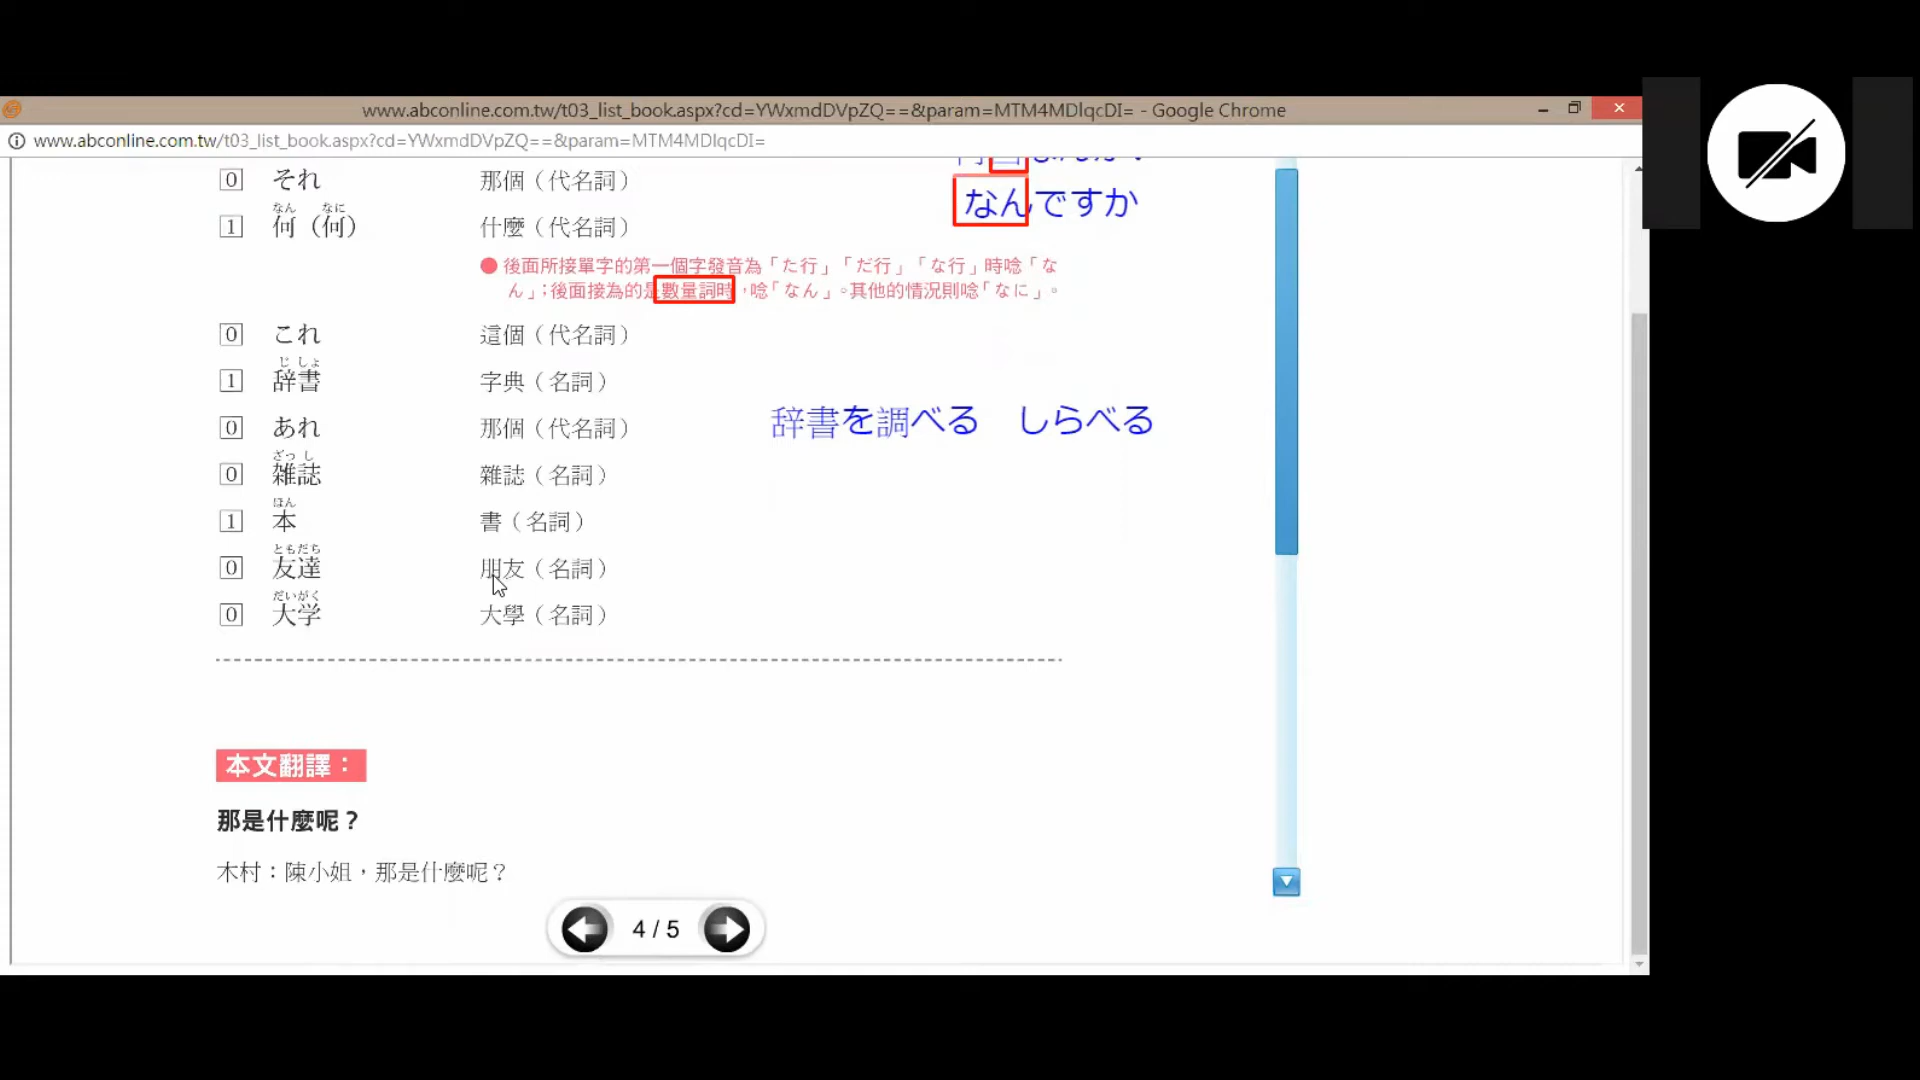 www.abconline.com.tw/t03_list_book.aspx?cd=YWxmdDVpZQ==&param=MTM4MDlqcDI= - Google Chrome
www.abconline.com.tw/t03_list_book.aspx?cd=YWxmdDVpZQ==&param=MTM4MDlqcDI=
0 それ 那個（代名詞）
なんですか
なん なに
1 何（何） 什麼（代名詞）
● 後面所接單字的第一個字發音為「た行」「だ行」「な行」時唸「な
ん」；後面接為的是數量詞時，唸「なん」。其他的情況則唸「なに」。
0 これ 這個（代名詞）
じ しょ
1 辞書 字典（名詞）
0 あれ 那個（代名詞）
辞書を調べる しらべる
ざっ し
0 雑誌 雜誌（名詞）
ほん
1 本 書（名詞）
ともだち
0 友達 朋友（名詞）
だいがく
0 大学 大學（名詞）
本文翻譯：
那是什麼呢？
木村：陳小姐，那是什麼呢？
4 / 5